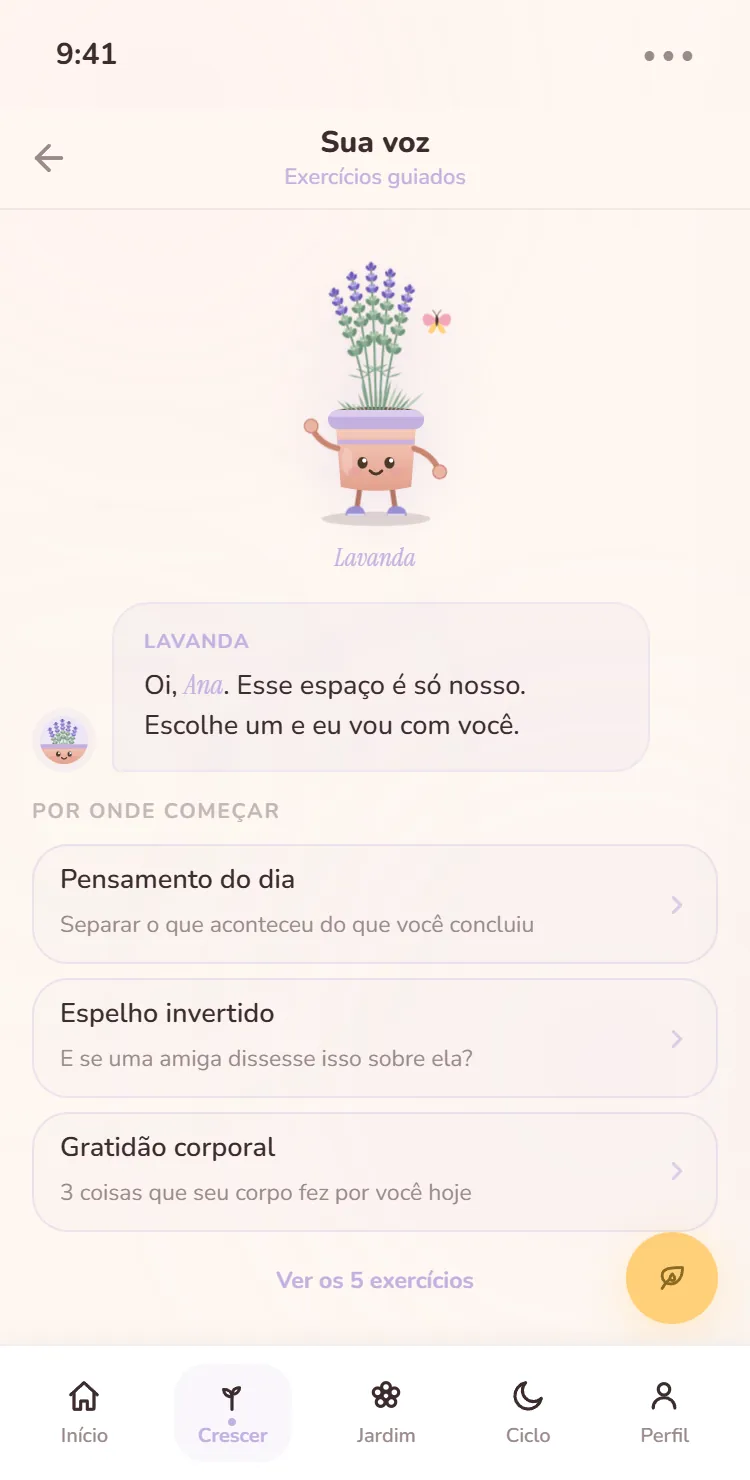 9:41
Sua voz
Exercícios guiados
Lavanda
LAVANDA
Oi, Ana. Esse espaço é só nosso.
Escolhe um e eu vou com você.
POR ONDE COMEÇAR
Pensamento do dia
Separar o que aconteceu do que você concluiu
Espelho invertido
E se uma amiga dissesse isso sobre ela?
Gratidão corporal
3 coisas que seu corpo fez por você hoje
Ver os 5 exercícios
Início
Crescer
Jardim
Ciclo
Perfil